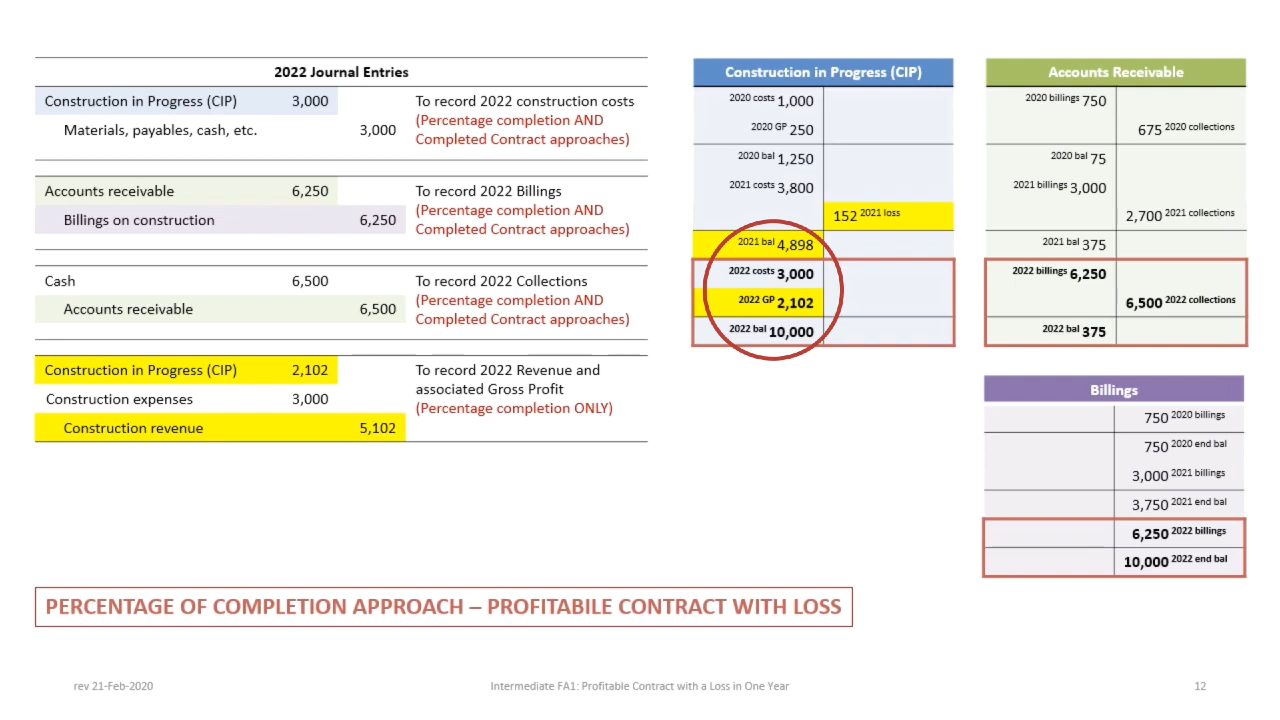 2022 Journal Entries
Construction in Progress (CIP) 3,000 To record 2022 construction costs
Materials, payables, cash, etc. 3,000 (Percentage completion AND
Completed Contract approaches)
Accounts receivable 6,250 To record 2022 Billings
Billings on construction 6,250 (Percentage completion AND
Completed Contract approaches)
Cash 6,500 To record 2022 Collections
Accounts receivable 6,500 (Percentage completion AND
Completed Contract approaches)
Construction in Progress (CIP) 2,102 To record 2022 Revenue and
Construction expenses 3,000 associated Gross Profit
(Percentage completion ONLY)
Construction revenue 5,102
Construction in Progress (CIP)
2020 costs 1,000
2020 GP 250
2020 bal 1,250
2021 costs 3,800
152 2021 loss
2021 bal 4,898
2022 costs 3,000
2022 GP 2,102
2022 bal 10,000
Accounts Receivable
2020 billings 750
675 2020 collections
2020 bal 75
2021 billings 3,000
2,700 2021 collections
2021 bal 375
2022 billings 6,250
6,500 2022 collections
2022 bal 375
Billings
750 2020 billings
750 2020 end bal
3,000 2021 billings
3,750 2021 end bal
6,250 2022 billings
10,000 2022 end bal
PERCENTAGE OF COMPLETION APPROACH – PROFITABILE CONTRACT WITH LOSS
rev 21-Feb-2020 Intermediate FA1: Profitable Contract with a Loss in One Year 12